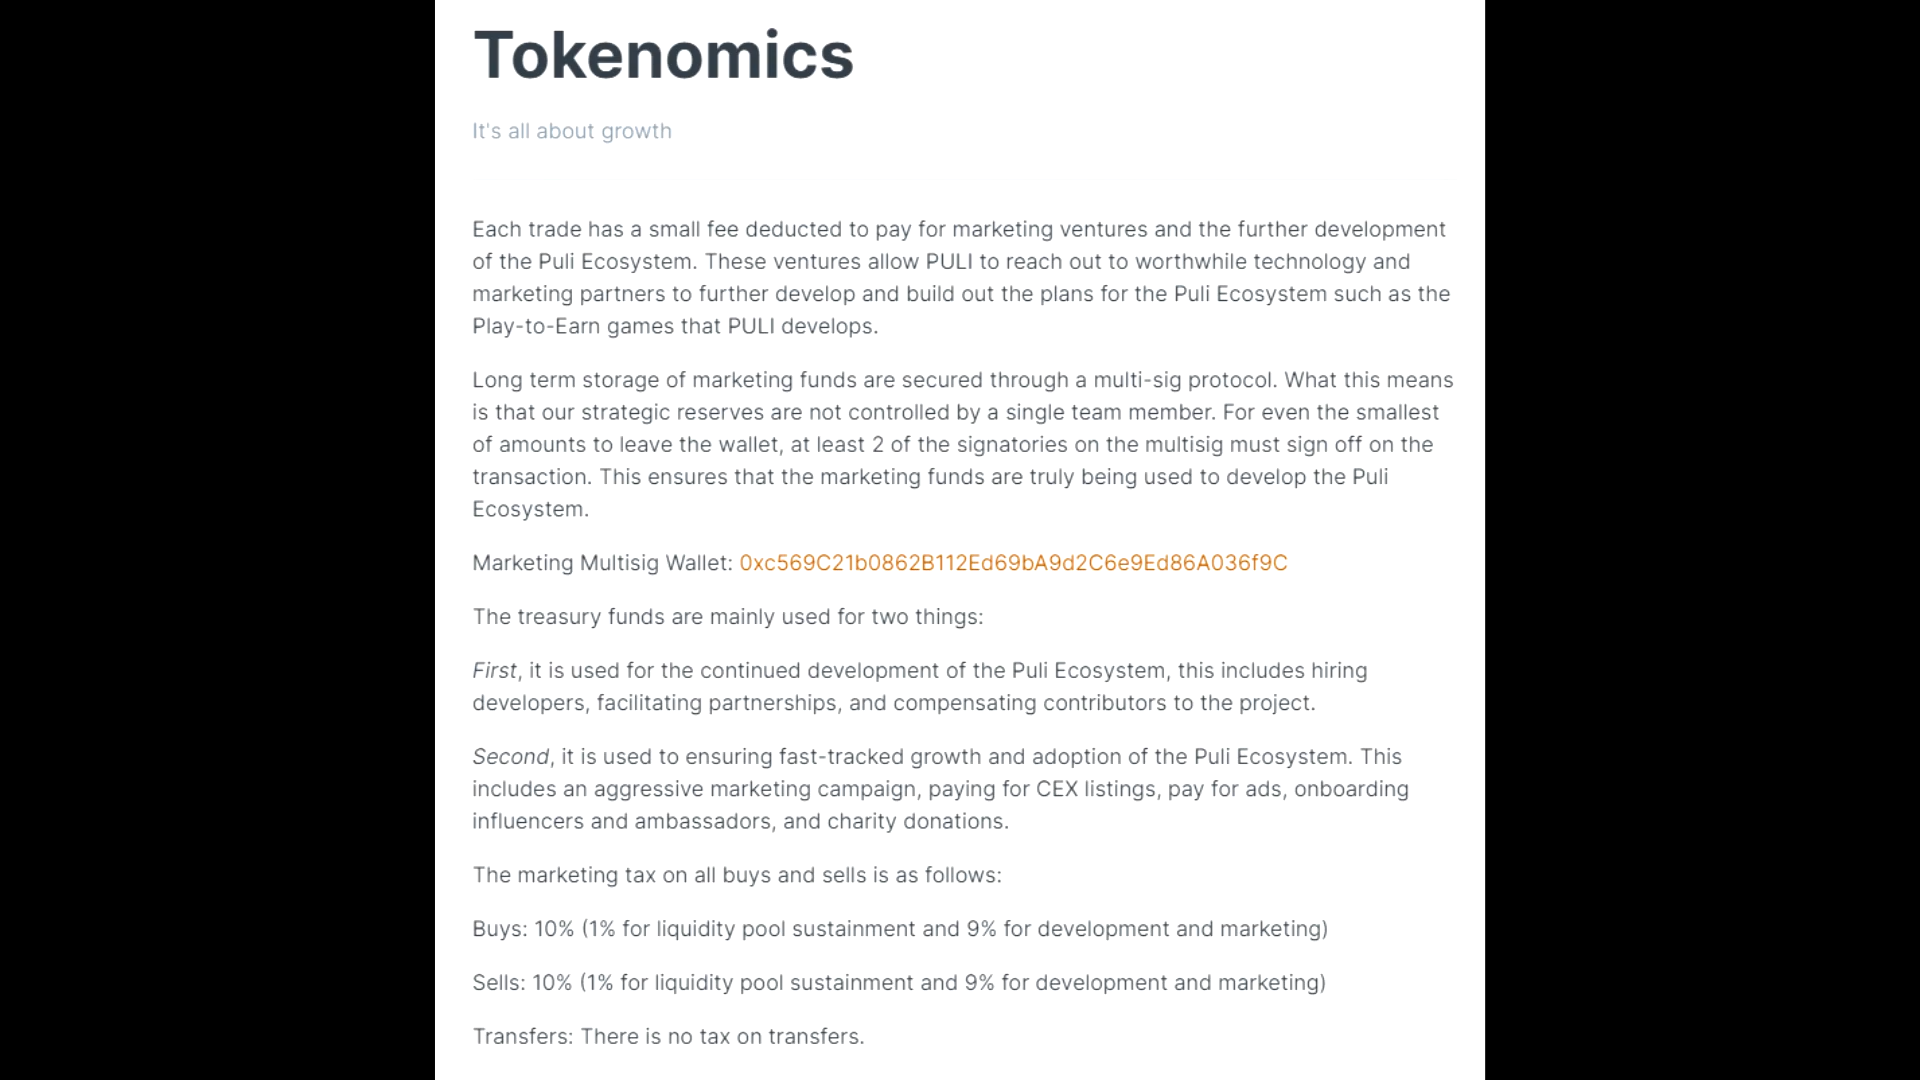 Tokenomics
It's all about growth
Each trade has a small fee deducted to pay for marketing ventures and the further development
of the Puli Ecosystem. These ventures allow PULI to reach out to worthwhile technology and
marketing partners to further develop and build out the plans for the Puli Ecosystem such as the
Play-to-Earn games that PULI develops.
Long term storage of marketing funds are secured through a multi-sig protocol. What this means
is that our strategic reserves are not controlled by a single team member. For even the smallest
of amounts to leave the wallet, at least 2 of the signatories on the multisig must sign off on the
transaction. This ensures that the marketing funds are truly being used to develop the Puli
Ecosystem.
Marketing Multisig Wallet: 0xc569C21b0862B112Ed69bA9d2C6e9Ed86A036f9C
The treasury funds are mainly used for two things:
First, it is used for the continued development of the Puli Ecosystem, this includes hiring
developers, facilitating partnerships, and compensating contributors to the project.
Second, it is used to ensuring fast-tracked growth and adoption of the Puli Ecosystem. This
includes an aggressive marketing campaign, paying for CEX listings, pay for ads, onboarding
influencers and ambassadors, and charity donations.
The marketing tax on all buys and sells is as follows:
Buys: 10% (1% for liquidity pool sustainment and 9% for development and marketing)
Sells: 10% (1% for liquidity pool sustainment and 9% for development and marketing)
Transfers: There is no tax on transfers.